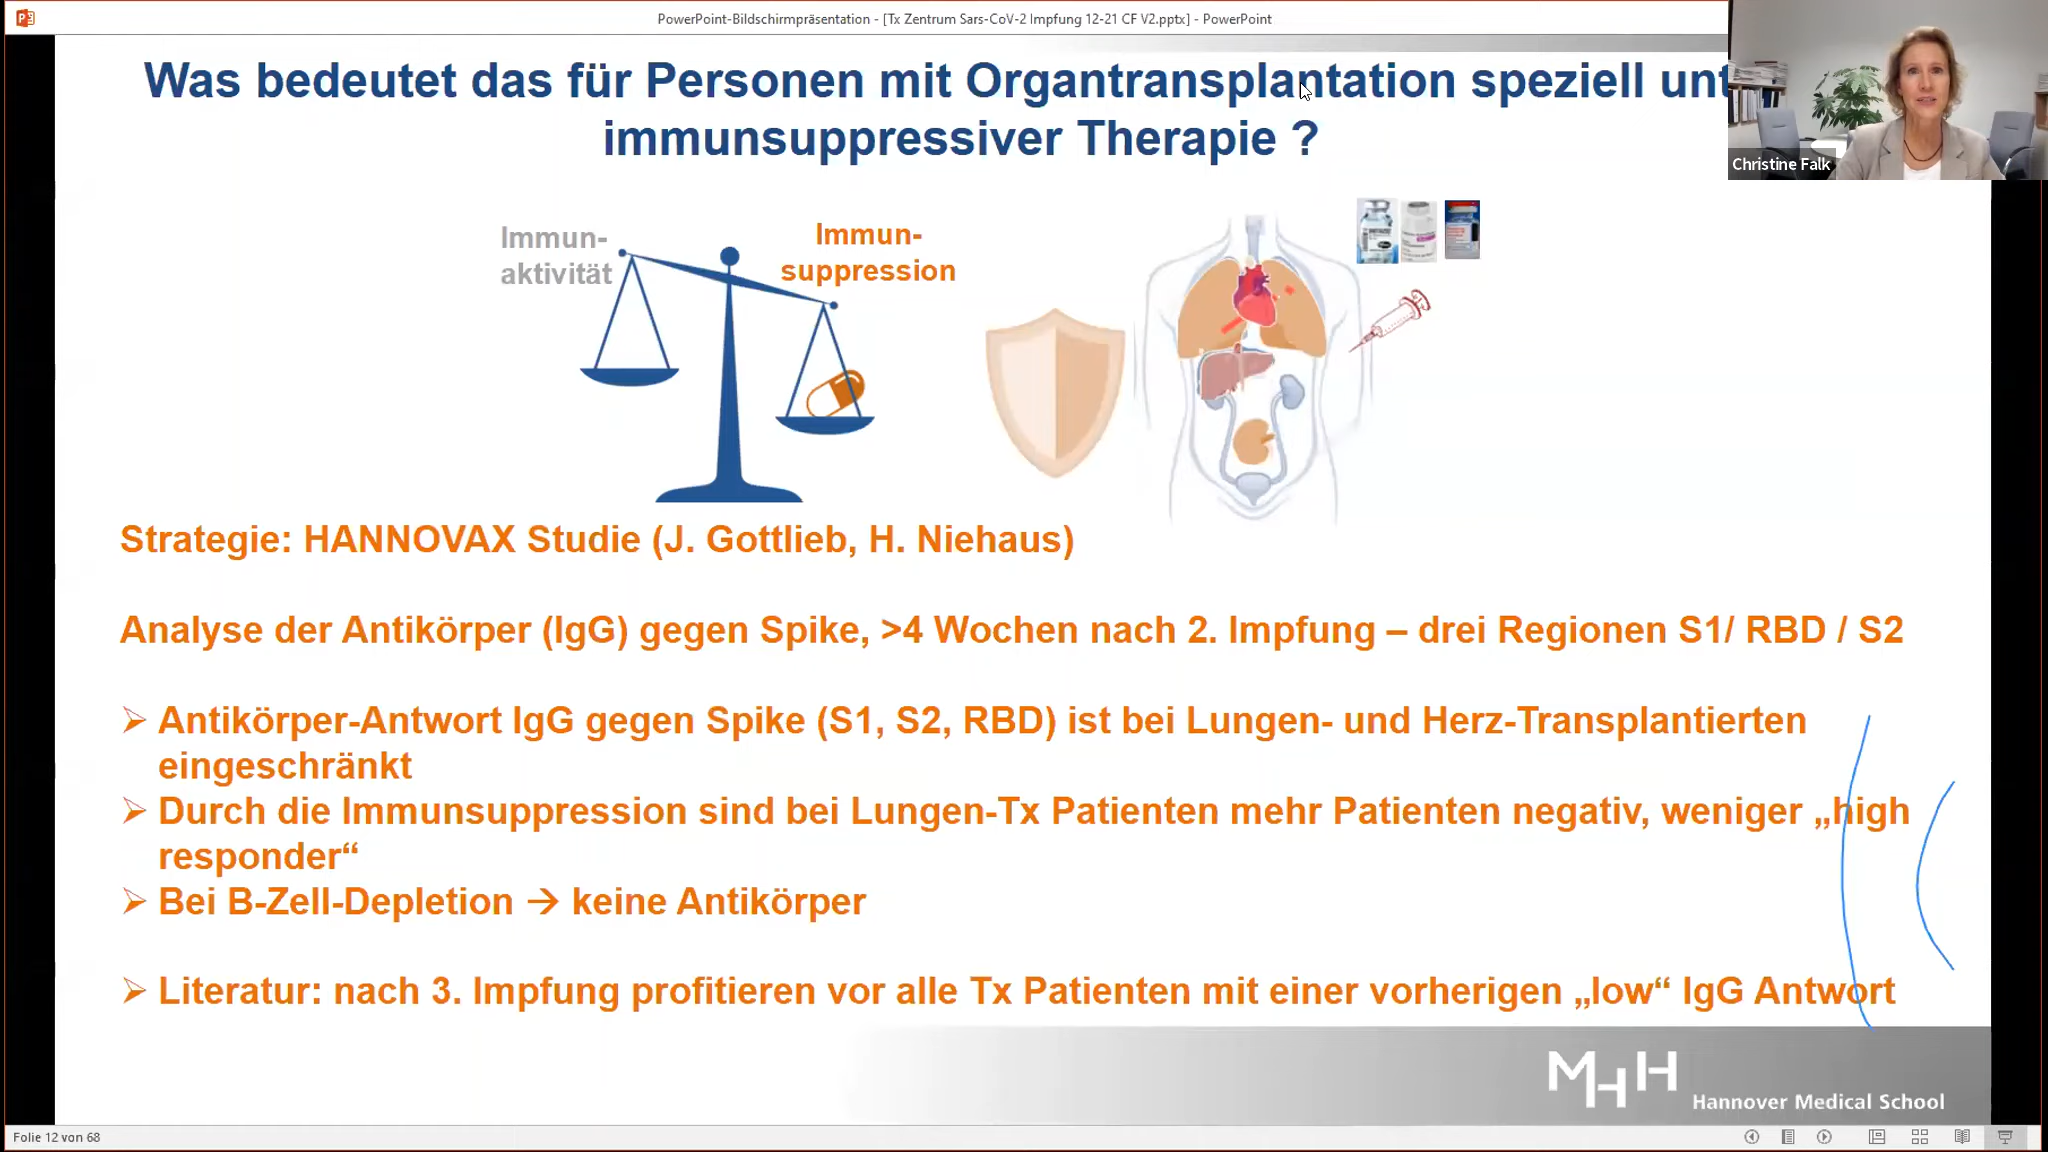 PowerPoint-Bildschirmpräsentation - [Tx Zentrum Sars-CoV-2 Impfung 12-21 CF V2.pptx] - PowerPoint
Was bedeutet das für Personen mit Organtransplantation speziell unt
immunsuppressiver Therapie ?
Christine Falk
Immun-
aktivität
Immun-
suppression
Strategie: HANNOVAX Studie (J. Gottlieb, H. Niehaus)
Analyse der Antikörper (IgG) gegen Spike, >4 Wochen nach 2. Impfung – drei Regionen S1/ RBD / S2
➢ Antikörper-Antwort IgG gegen Spike (S1, S2, RBD) ist bei Lungen- und Herz-Transplantierten
eingeschränkt
➢ Durch die Immunsuppression sind bei Lungen-Tx Patienten mehr Patienten negativ, weniger „high
responder“
➢ Bei B-Zell-Depletion → keine Antikörper
➢ Literatur: nach 3. Impfung profitieren vor alle Tx Patienten mit einer vorherigen „low“ IgG Antwort
MHH
Hannover Medical School
Folie 12 von 68